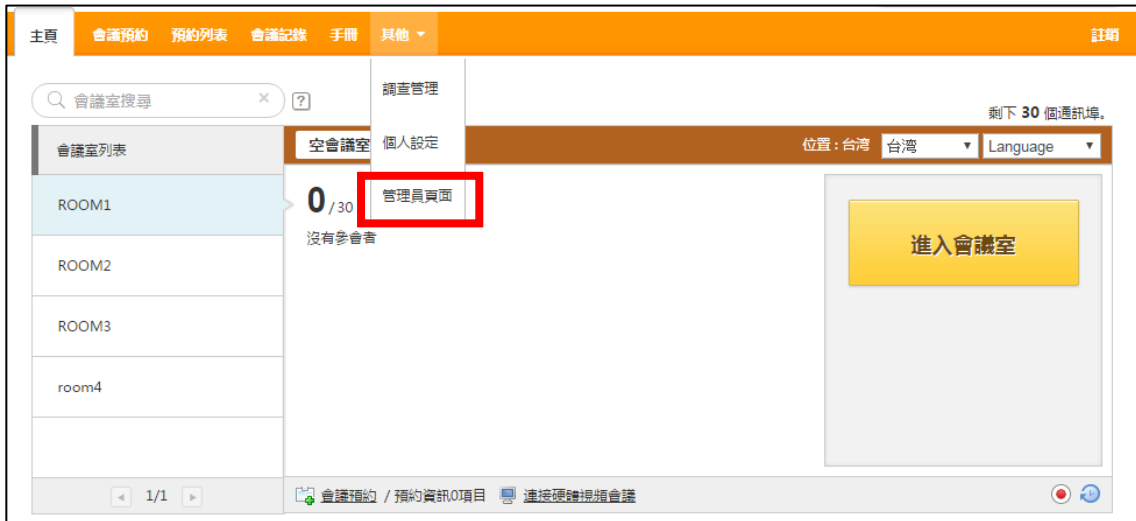 主頁 會議預約 預約列表 會議記錄 手冊 其他 註銷
會議室搜尋 × ?
調查管理
個人設定
管理員頁面
剩下 30 個通訊埠。
會議室列表
ROOM1
ROOM2
ROOM3
room4
1/1
空會議室
位置:台湾 台湾 Language
0/30
沒有參會者
進入會議室
會議預約 / 預約資訊0項目 連接硬體視頻會議